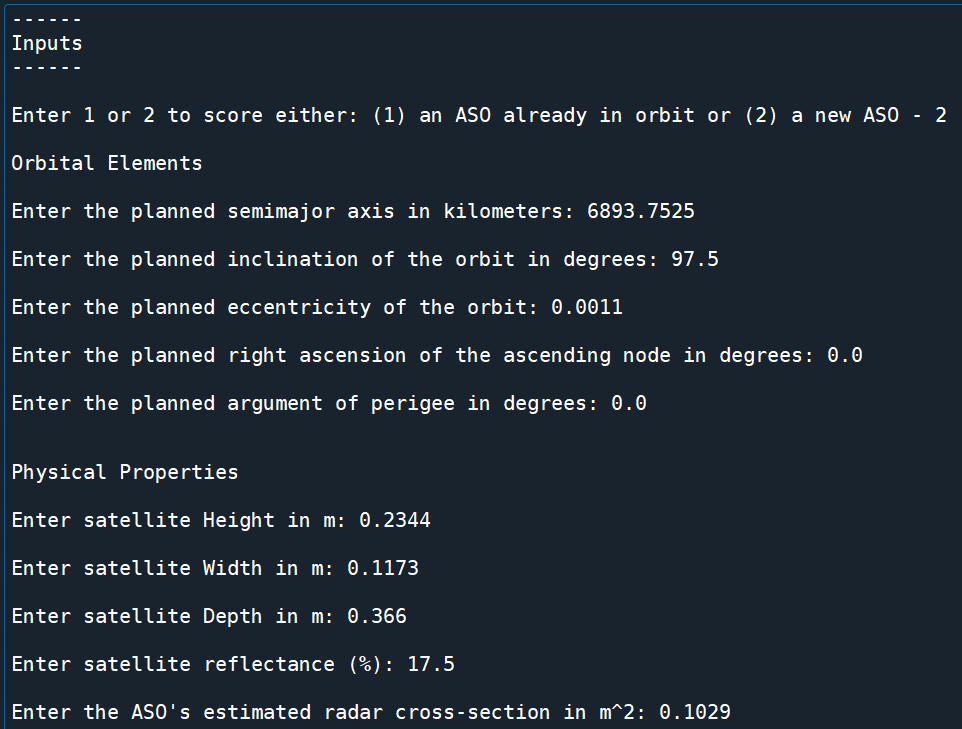 ------
Inputs
------
Enter 1 or 2 to score either: (1) an ASO already in orbit or (2) a new ASO - 2
Orbital Elements
Enter the planned semimajor axis in kilometers: 6893.7525
Enter the planned inclination of the orbit in degrees: 97.5
Enter the planned eccentricity of the orbit: 0.0011
Enter the planned right ascension of the ascending node in degrees: 0.0
Enter the planned argument of perigee in degrees: 0.0
Physical Properties
Enter satellite Height in m: 0.2344
Enter satellite Width in m: 0.1173
Enter satellite Depth in m: 0.366
Enter satellite reflectance (%): 17.5
Enter the ASO's estimated radar cross-section in m^2: 0.1029